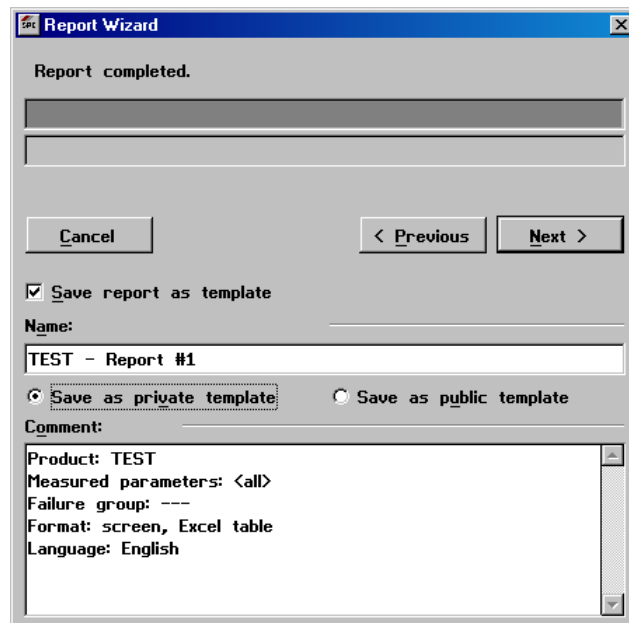 SPC Report Wizard
Report completed.
Cancel
< Previous
Next >
Save report as template
Name:
TEST - Report #1
Save as private template
Save as public template
Comment:
Product: TEST
Measured parameters: <all>
Failure group: ---
Format: screen, Excel table
Language: English